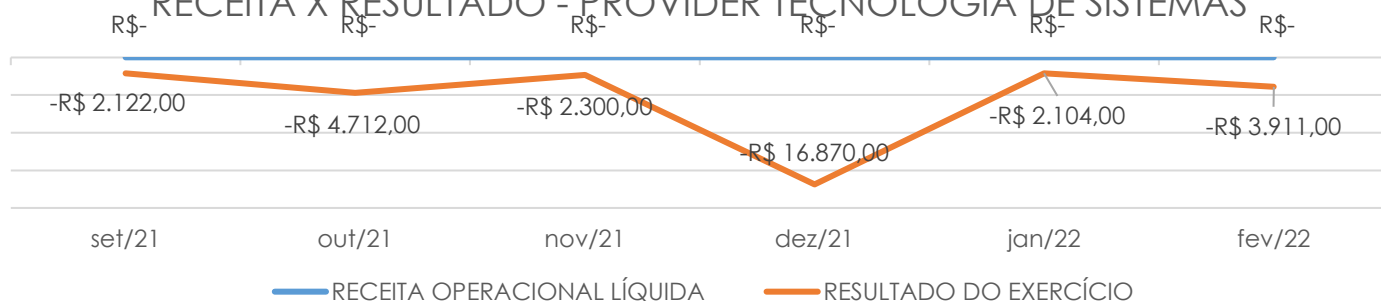 RECEITA X RESULTADO - PROVIDER TECNOLOGIA DE SISTEMAS
R$- R$- R$- R$- R$- R$-
-R$ 2.122,00 -R$ 4.712,00 -R$ 2.300,00 -R$ 16.870,00 -R$ 2.104,00 -R$ 3.911,00
set/21 out/21 nov/21 dez/21 jan/22 fev/22
RECEITA OPERACIONAL LÍQUIDA RESULTADO DO EXERCÍCIO